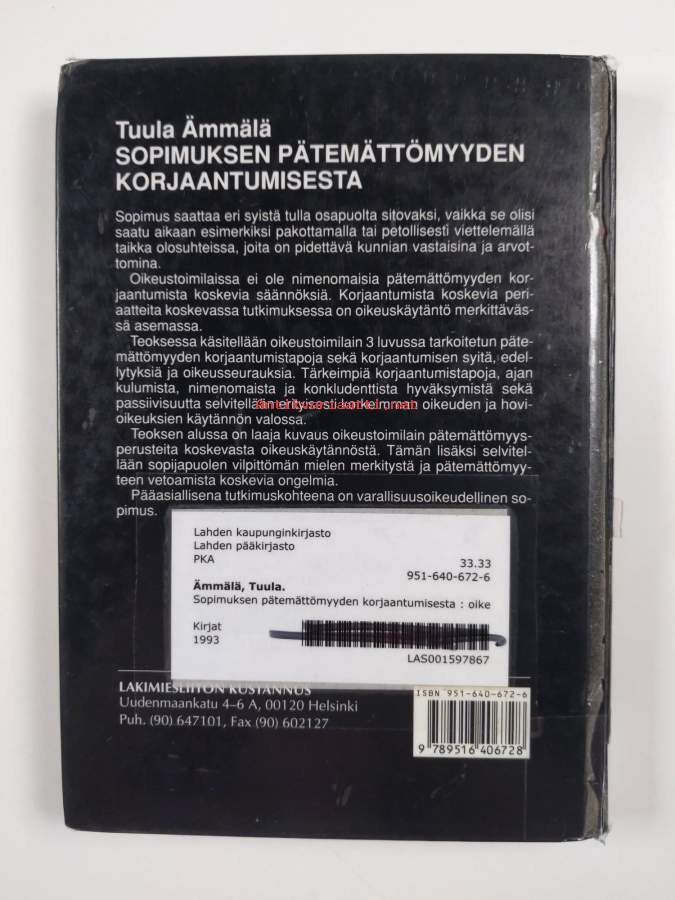 Tuula Ämmälä
SOPIMUKSEN PÄTEMÄTTÖMYYDEN
KORJAANTUMISESTA
Sopimus saattaa eri syistä tulla osapuolta sitovaksi, vaikka se olisi
saatu aikaan esimerkiksi pakottamalla tai petollisesti viettelemällä
taikka olosuhteissa, joita on pidettävä kunnian vastaisina ja arvot-
tomina.
Oikeustoimilaissa ei ole nimenomaisia pätemättömyyden kor-
jaantumista koskevia säännöksiä. Korjaantumista koskevia peri-
aatteita koskevassa tutkimuksessa on oikeuskäytäntö merkittäväs-
sä asemassa.
Teoksessa käsitellään oikeustoimilain 3 luvussa tarkoitetun päte-
mättömyyden korjaantumistapoja sekä korjaantumisen syitä, edel-
lytyksiä ja oikeusseurauksia. Tärkeimpiä korjaantumistapoja, ajan
kulumista, nimenomaista ja konkludenttista hyväksymistä sekä
passiivisuutta selvitellään erityisesti korkeimman oikeuden ja hovi-
oikeuksien käytännön valossa.
Teoksen alussa on laaja kuvaus oikeustoimilain pätemättömyys-
perusteita koskevasta oikeuskäytännöstä. Tämän lisäksi selvitel-
lään sopijapuolen vilpittömän mielen merkitystä ja pätemättömyy-
teen vetoamista koskevia ongelmia.
Pääasiallisena tutkimuskohteena on varallisuusoikeudellinen so-
pimus.
Lahden kaupunginkirjasto
Lahden pääkirjasto
PKA 33.33
951-640-672-6
Ämmälä, Tuula.
Sopimuksen pätemättömyyden korjaantumisesta : oike
Kirjat
1993
LAS001597867
LAKIMIESLIITON KUSTANNUS
Uudenmaankatu 4–6 A, 00120 Helsinki
Puh. (90) 647101, Fax (90) 602127
ISBN 951-640-672-6
9 789516 406728